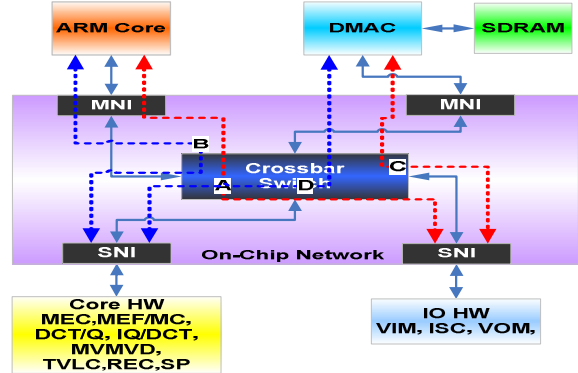 ARM Core
DMAC
SDRAM
MNI
MNI
B
Crossbar
Switch
C
A
D
SNI
On-Chip Network
SNI
Core HW
MEC,MEF/MC,
DCT/Q, IQ/DCT,
MVMVD,
TVLC,REC,SP
IO HW
VIM, ISC, VOM,